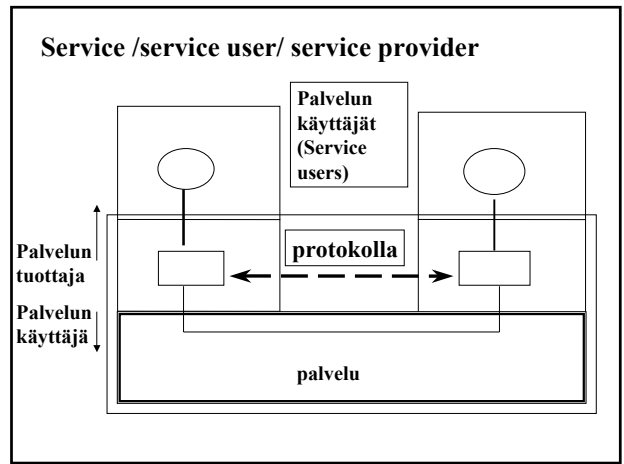 Service /service user/ service provider
Palvelun
käyttäjät
(Service
users)
protokolla
Palvelun
tuottaja
Palvelun
käyttäjä
palvelu